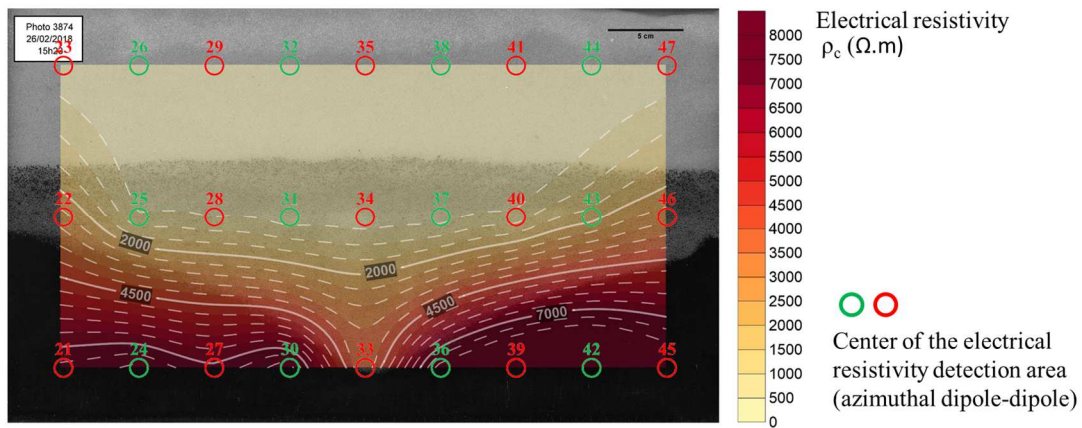 Photo 3874
26/02/2018
15h23
5 cm
23 26 29 32 35 38 41 44 47
22 25 28 31 34 37 40 43 46
2000
2000
4500
4500
7000
21 24 27 30 33 36 39 42 45
Electrical resistivity
ρc (Ω.m)
8000
7500
7000
6500
6000
5500
5000
4500
4000
3500
3000
2500
2000
1500
1000
500
0
Center of the electrical
resistivity detection area
(azimuthal dipole-dipole)